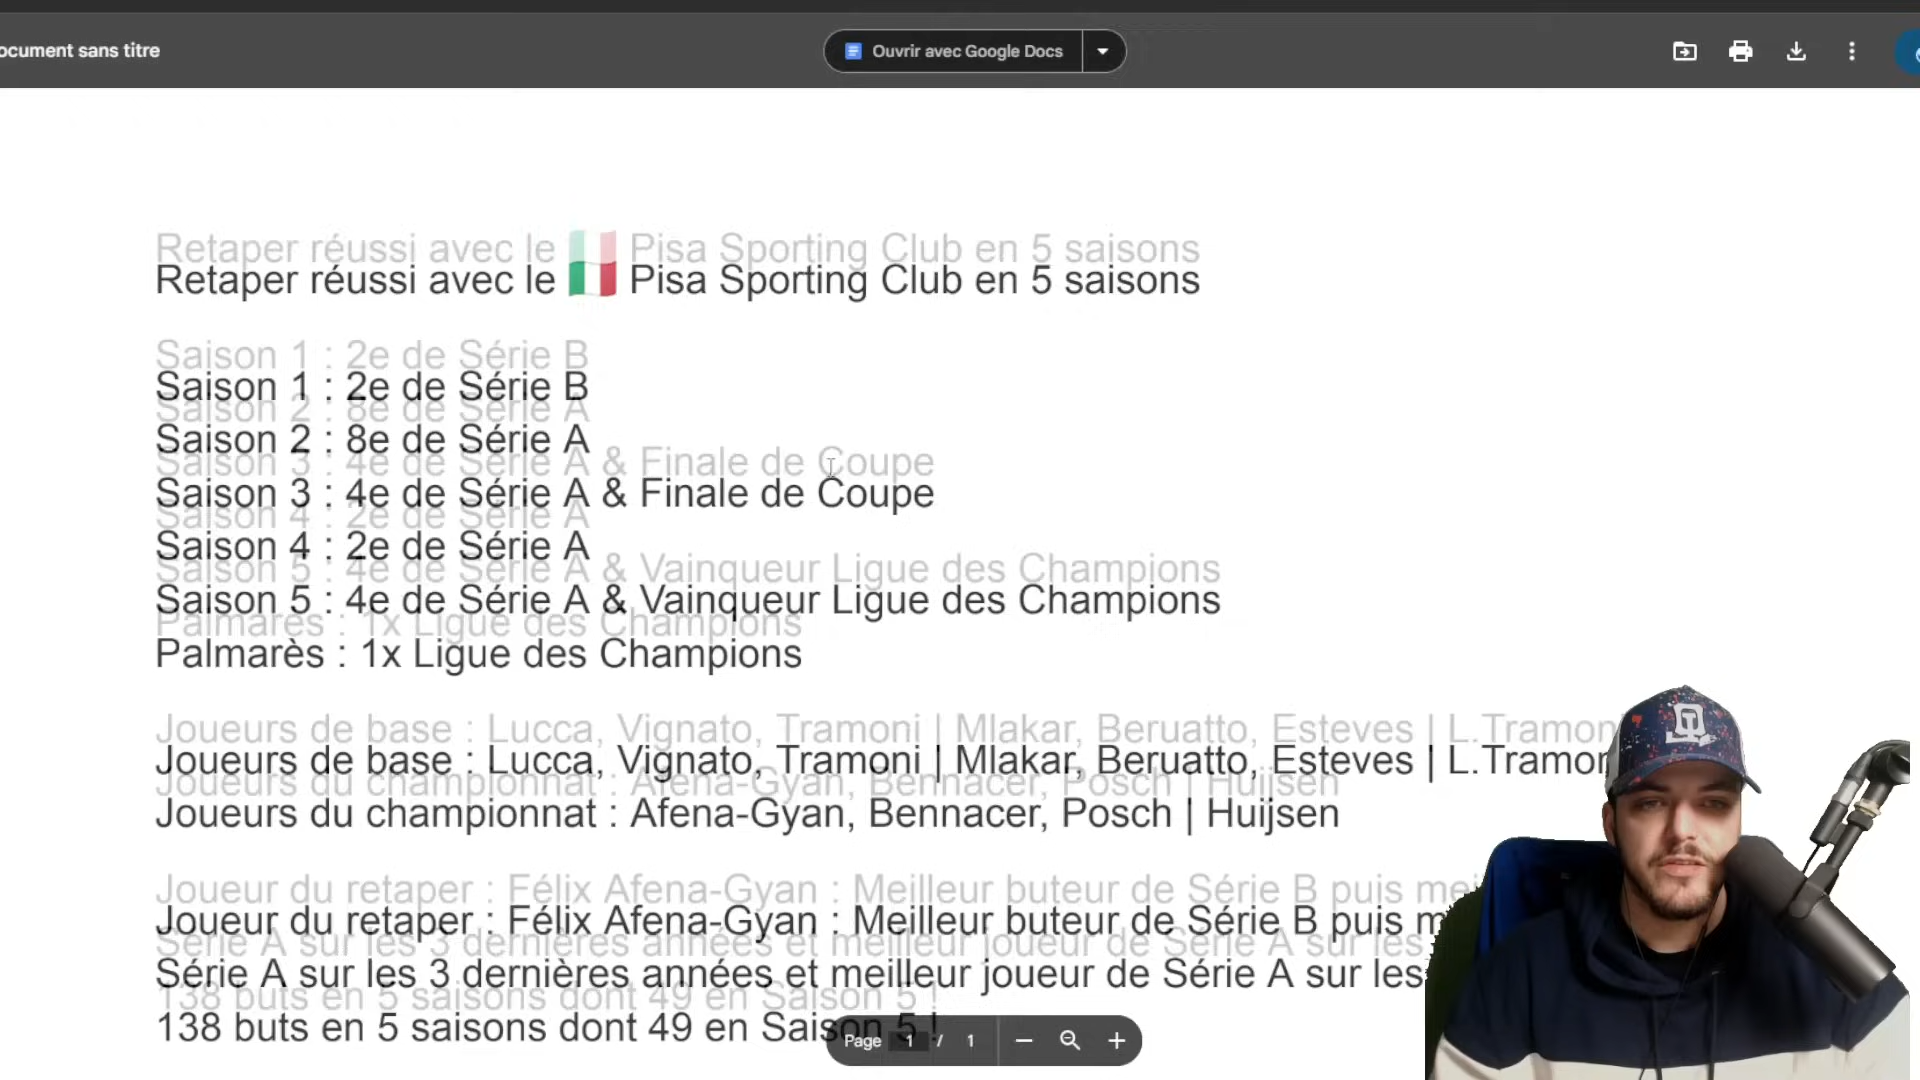 ocument sans titre
Ouvrir avec Google Docs
Retaper réussi avec le Pisa Sporting Club en 5 saisons
Saison 1 : 2e de Série B
Saison 2 : 8e de Série A
Saison 3 : 4e de Série A & Finale de Coupe
Saison 4 : 2e de Série A
Saison 5 : 4e de Série A & Vainqueur Ligue des Champions
Palmarès : 1x Ligue des Champions
Joueurs de base : Lucca, Vignato, Tramoni | Mlakar, Beruatto, Esteves | L.Tramon
Joueurs du championnat : Afena-Gyan, Bennacer, Posch | Huijsen
Joueur du retaper : Félix Afena-Gyan : Meilleur buteur de Série B puis mei
Série A sur les 3 dernières années et meilleur joueur de Série A sur les
138 buts en 5 saisons dont 49 en Saison 5 !
Page 1 / 1